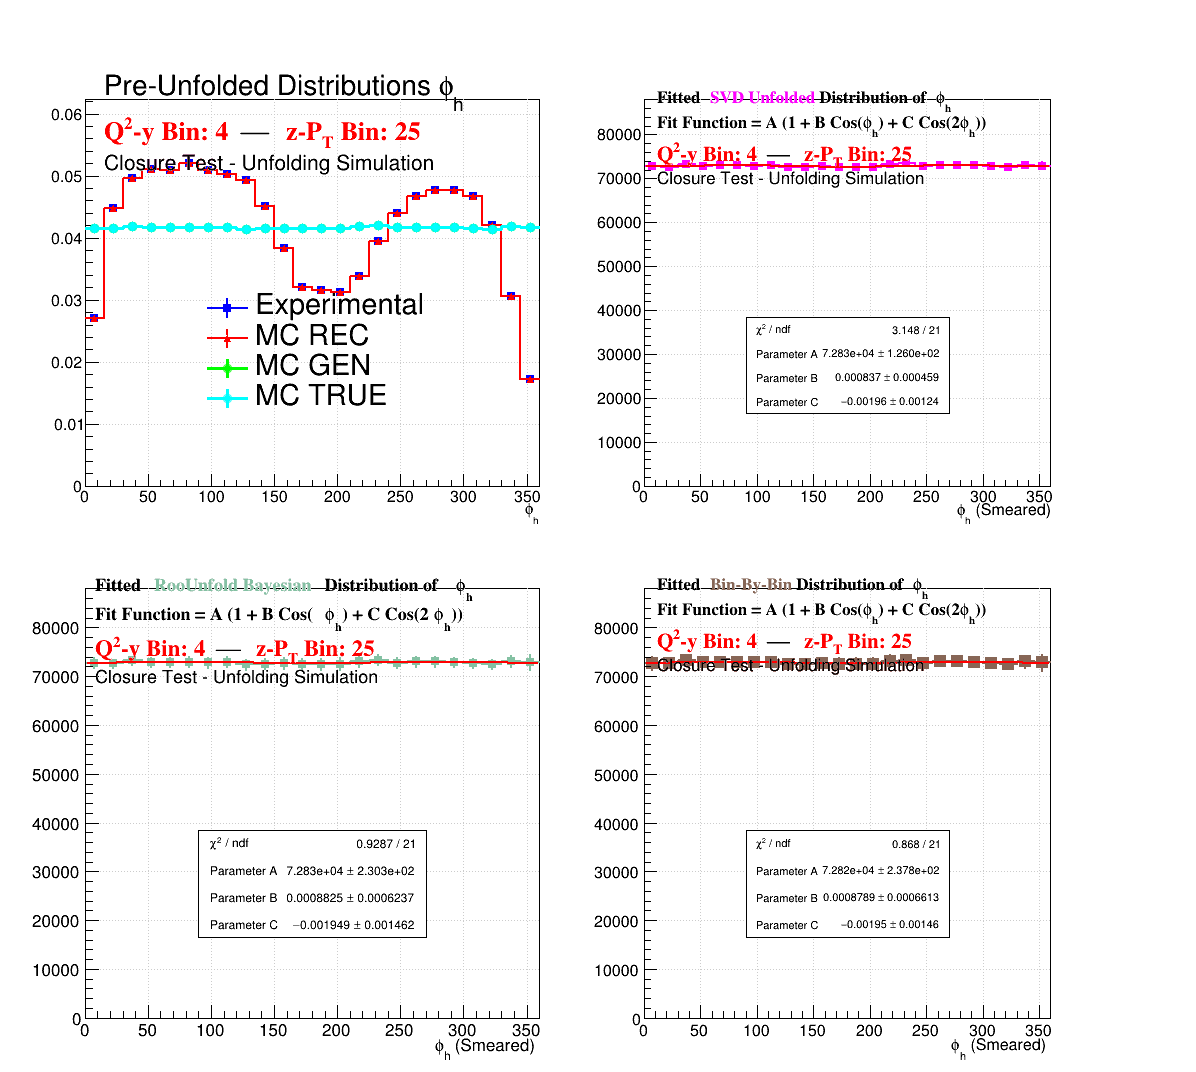 Pre-Unfolded Distributions ϕh
Q2-y Bin: 4 — z-PT Bin: 25
Closure Test - Unfolding Simulation
0.06
0.05
0.04
0.03
0.02
0.01
0
Experimental
MC REC
MC GEN
MC TRUE
0 50 100 150 200 250 300 350
ϕh
Fitted SVD Unfolded Distribution of ϕh
Fit Function = A (1 + B Cos(ϕh) + C Cos(2ϕh))
Q2-y Bin: 4 — z-PT Bin: 25
Closure Test - Unfolding Simulation
80000
70000
60000
50000
40000
30000
20000
10000
0
χ2 / ndf 3.148 / 21
Parameter A 7.283e+04 ± 1.260e+02
Parameter B 0.000837 ± 0.000459
Parameter C −0.00196 ± 0.00124
0 50 100 150 200 250 300 350
ϕh (Smeared)
Fitted RooUnfold Bayesian Distribution of ϕh
Fit Function = A (1 + B Cos( ϕh) + C Cos(2 ϕh))
Q2-y Bin: 4 — z-PT Bin: 25
Closure Test - Unfolding Simulation
80000
70000
60000
50000
40000
30000
20000
10000
0
χ2 / ndf 0.9287 / 21
Parameter A 7.283e+04 ± 2.303e+02
Parameter B 0.0008825 ± 0.0006237
Parameter C −0.001949 ± 0.001462
0 50 100 150 200 250 300 350
ϕh (Smeared)
Fitted Bin-By-Bin Distribution of ϕh
Fit Function = A (1 + B Cos(ϕh) + C Cos(2ϕh))
Q2-y Bin: 4 — z-PT Bin: 25
Closure Test - Unfolding Simulation
80000
70000
60000
50000
40000
30000
20000
10000
0
χ2 / ndf 0.868 / 21
Parameter A 7.282e+04 ± 2.378e+02
Parameter B 0.0008789 ± 0.0006613
Parameter C −0.00195 ± 0.00146
0 50 100 150 200 250 300 350
ϕh (Smeared)